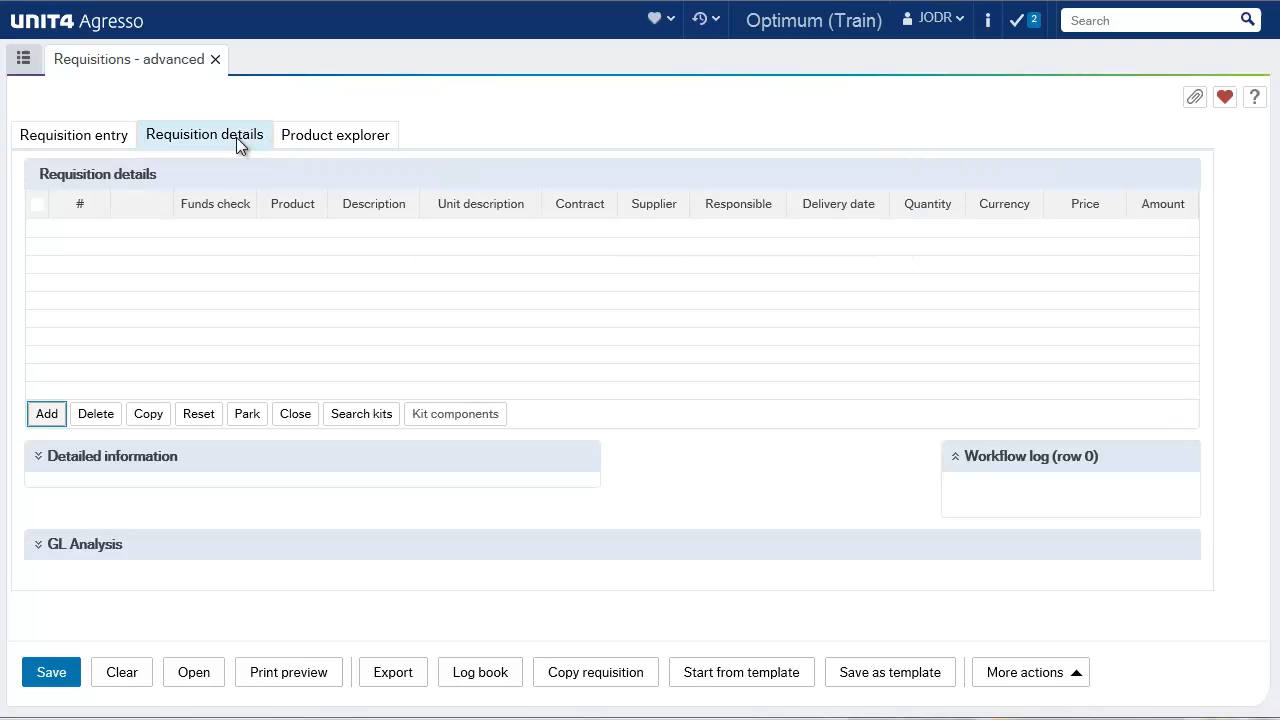 UNIT4 Agresso
Optimum (Train)
JODR
2
Search
Requisitions - advanced
Requisition entry
Requisition details
Product explorer
Requisition details
# Funds check Product Description Unit description Contract Supplier Responsible Delivery date Quantity Currency Price Amount
Add Delete Copy Reset Park Close Search kits Kit components
Detailed information
Workflow log (row 0)
GL Analysis
Save Clear Open Print preview Export Log book Copy requisition Start from template Save as template More actions